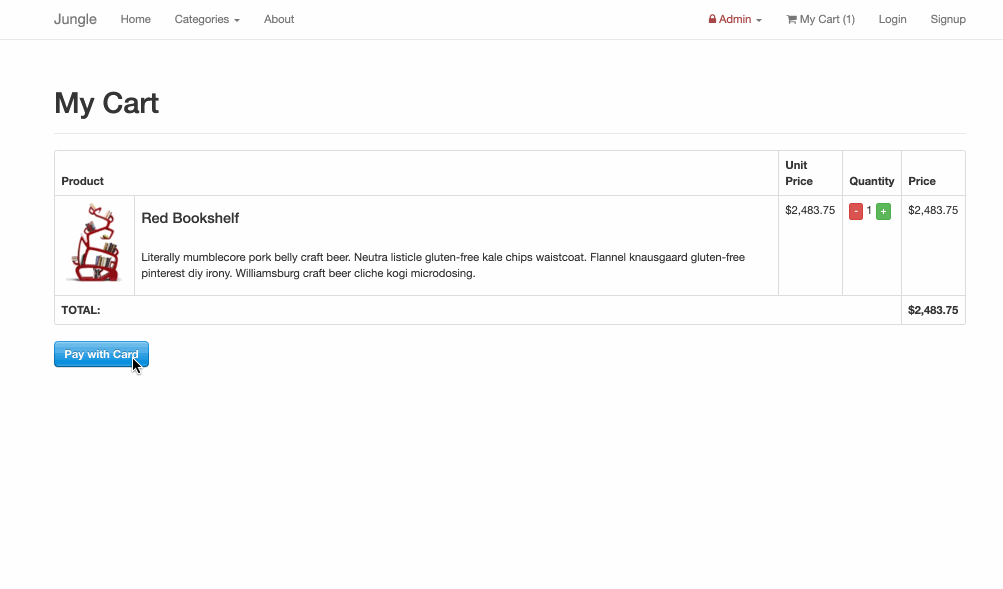 Jungle Home Categories About Admin My Cart (1) Login Signup
My Cart
Product Unit Price Quantity Price
Red Bookshelf $2,483.75 - 1 + $2,483.75
Literally mumblecore pork belly craft beer. Neutra listicle gluten-free kale chips waistcoat. Flannel knausgaard gluten-free
pinterest diy irony. Williamsburg craft beer cliche kogi microdosing.
TOTAL: $2,483.75
Pay with Card